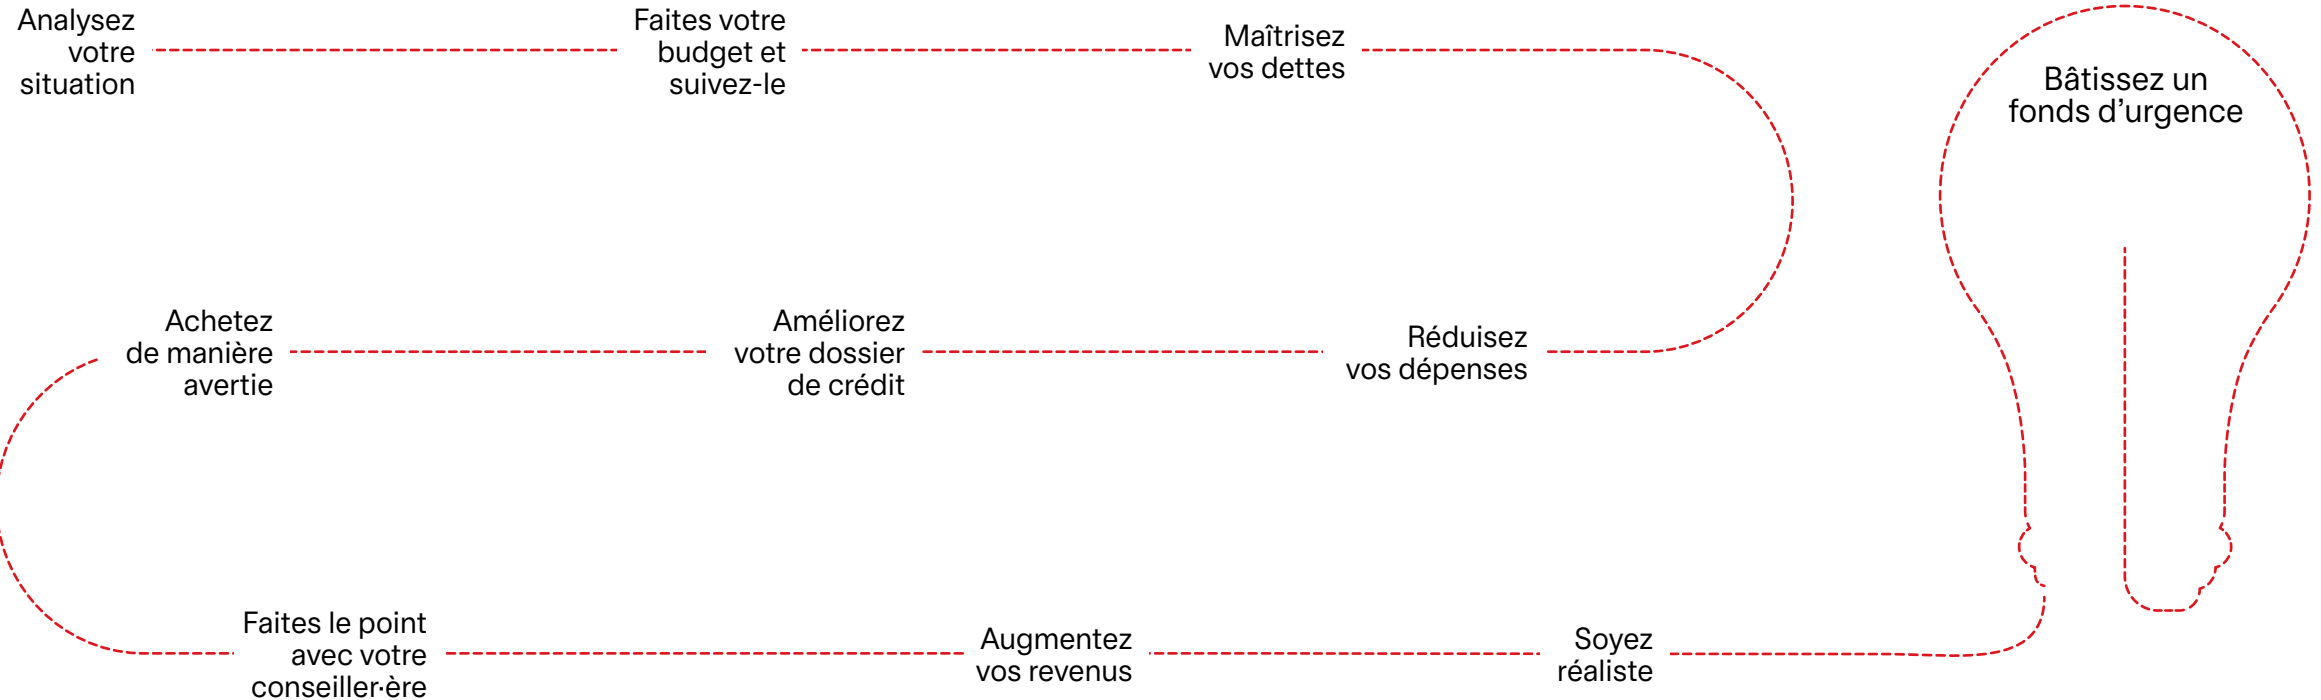 Analysez
votre
situation
Faites votre
budget et
suivez-le
Maîtrisez
vos dettes
Réduisez
vos dépenses
Améliorez
votre dossier
de crédit
Achetez
de manière
avertie
Faites le point
avec votre
conseiller·ère
Augmentez
vos revenus
Soyez
réaliste
Bâtissez un
fonds d’urgence